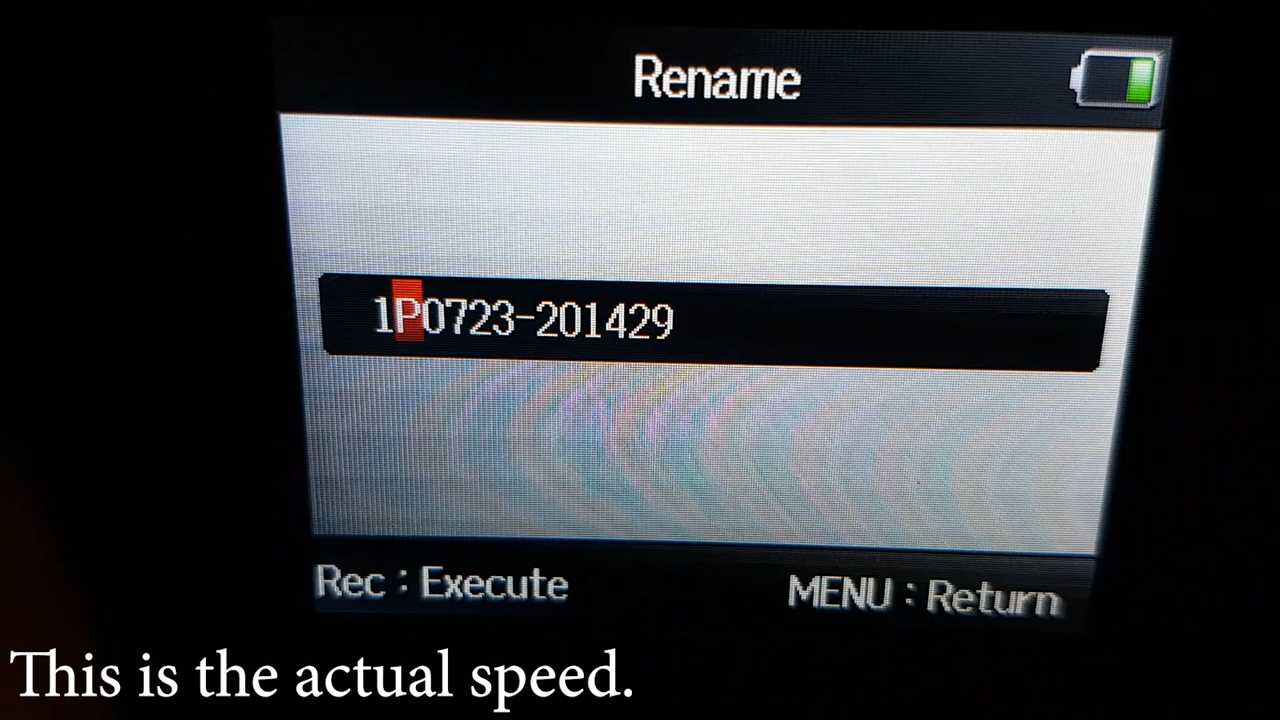 Rename
1P0723-201429
Rec : Execute
MENU : Return
This is the actual speed.